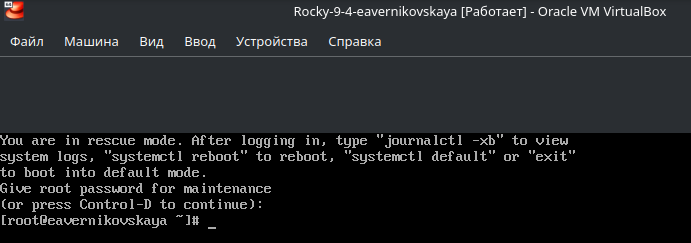 Rocky-9-4-eavernikovskaya [Работает] - Oracle VM VirtualBox
Файл Машина Вид Ввод Устройства Справка
You are in rescue mode. After logging in, type "journalctl -xb" to view
system logs, "systemctl reboot" to reboot, "systemctl default" or "exit"
to boot into default mode.
Give root password for maintenance
(or press Control-D to continue):
[root@eavernikovskaya ~]# _